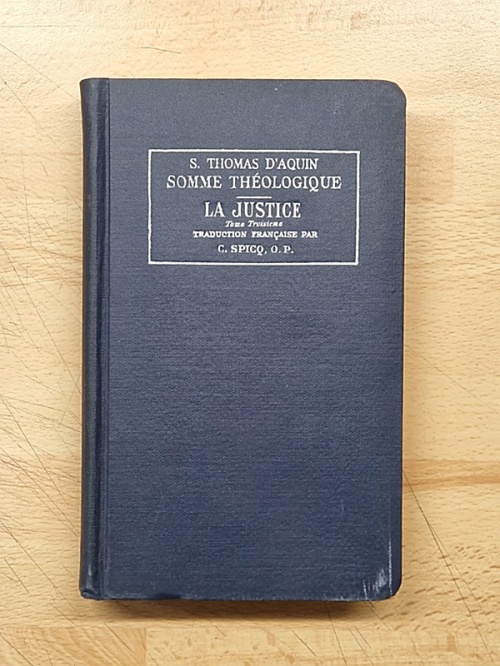 S. THOMAS D'AQUIN
SOMME THÉOLOGIQUE
LA JUSTICE
Tome Troisième
TRADUCTION FRANÇAISE PAR
C. SPICQ, O. P.